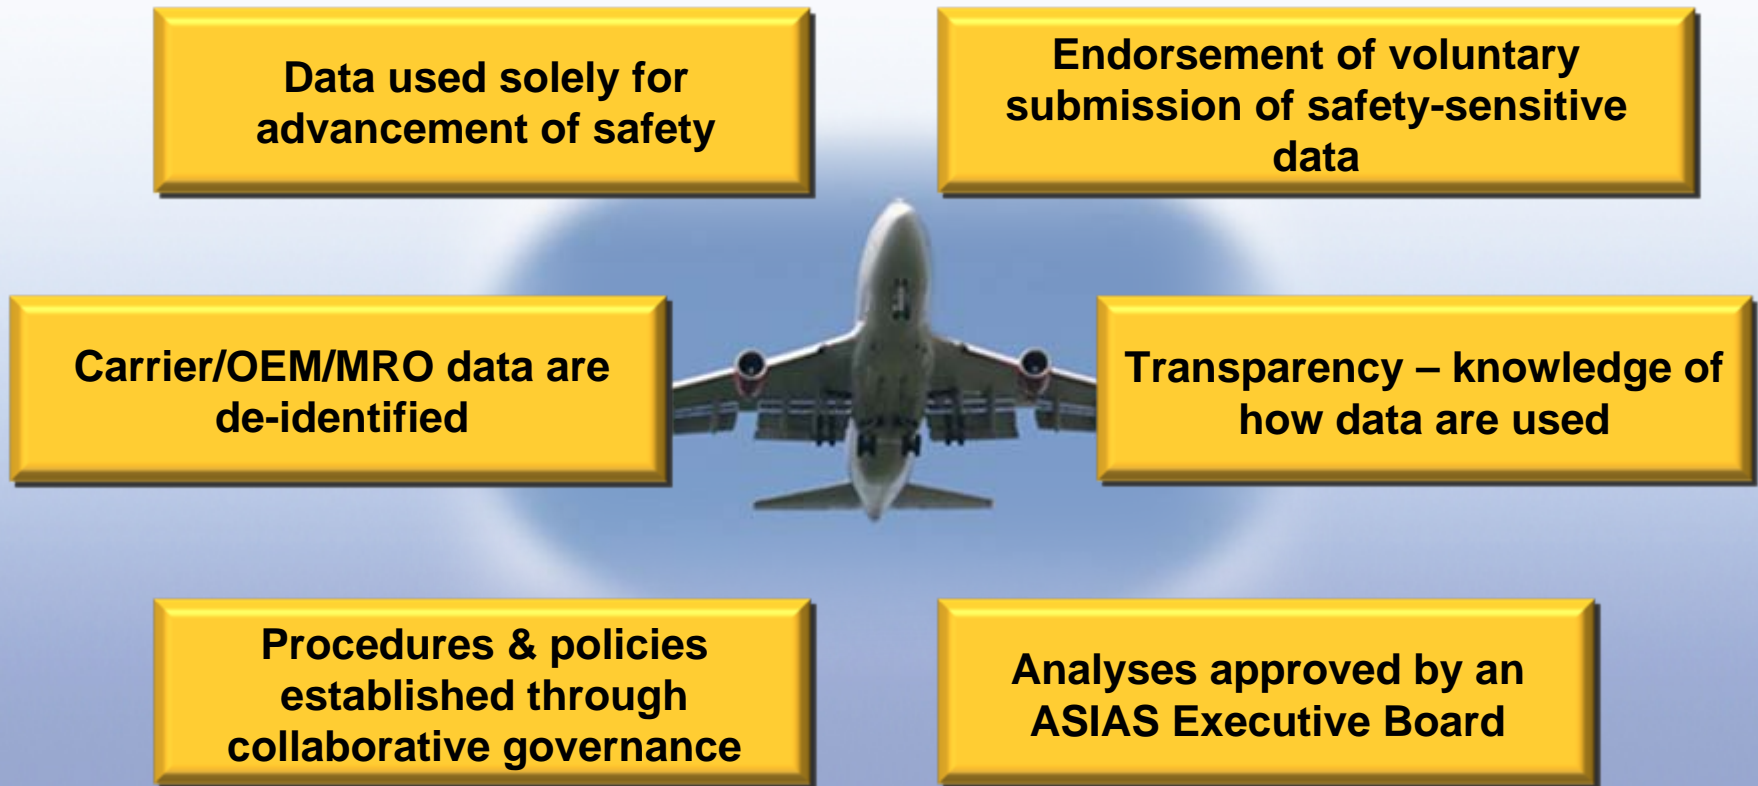 Data used solely for
advancement of safety
Endorsement of voluntary
submission of safety-sensitive
data
Carrier/OEM/MRO data are
de-identified
Transparency – knowledge of
how data are used
Procedures & policies
established through
collaborative governance
Analyses approved by an
ASIAS Executive Board